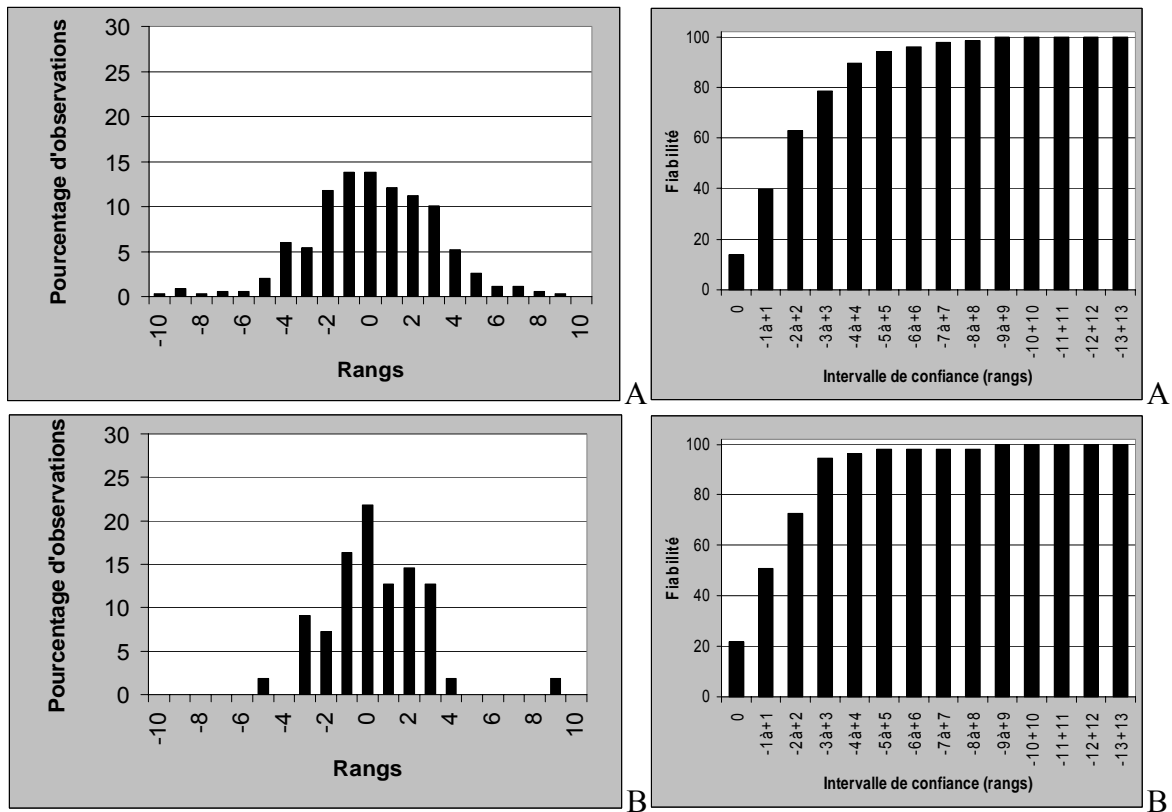 Pourcentage d'observations
30
25
20
15
10
5
0
-10
-8
-6
-4
-2
0
2
4
6
8
10
Rangs
A
Fiabilité
100
80
60
40
20
0
0
-1à+1
-2à+2
-3à+3
-4à+4
-5à+5
-6à+6
-7à+7
-8à+8
-9à+9
-10+10
-11+11
-12+12
-13+13
Intervalle de confiance (rangs)
A
Pourcentage d'observations
30
25
20
15
10
5
0
-10
-8
-6
-4
-2
0
2
4
6
8
10
Rangs
B
Fiabilité
100
80
60
40
20
0
0
-1à+1
-2à+2
-3à+3
-4à+4
-5à+5
-6à+6
-7à+7
-8à+8
-9à+9
-10+10
-11+11
-12+12
-13+13
Intervalle de confiance (rangs)
B